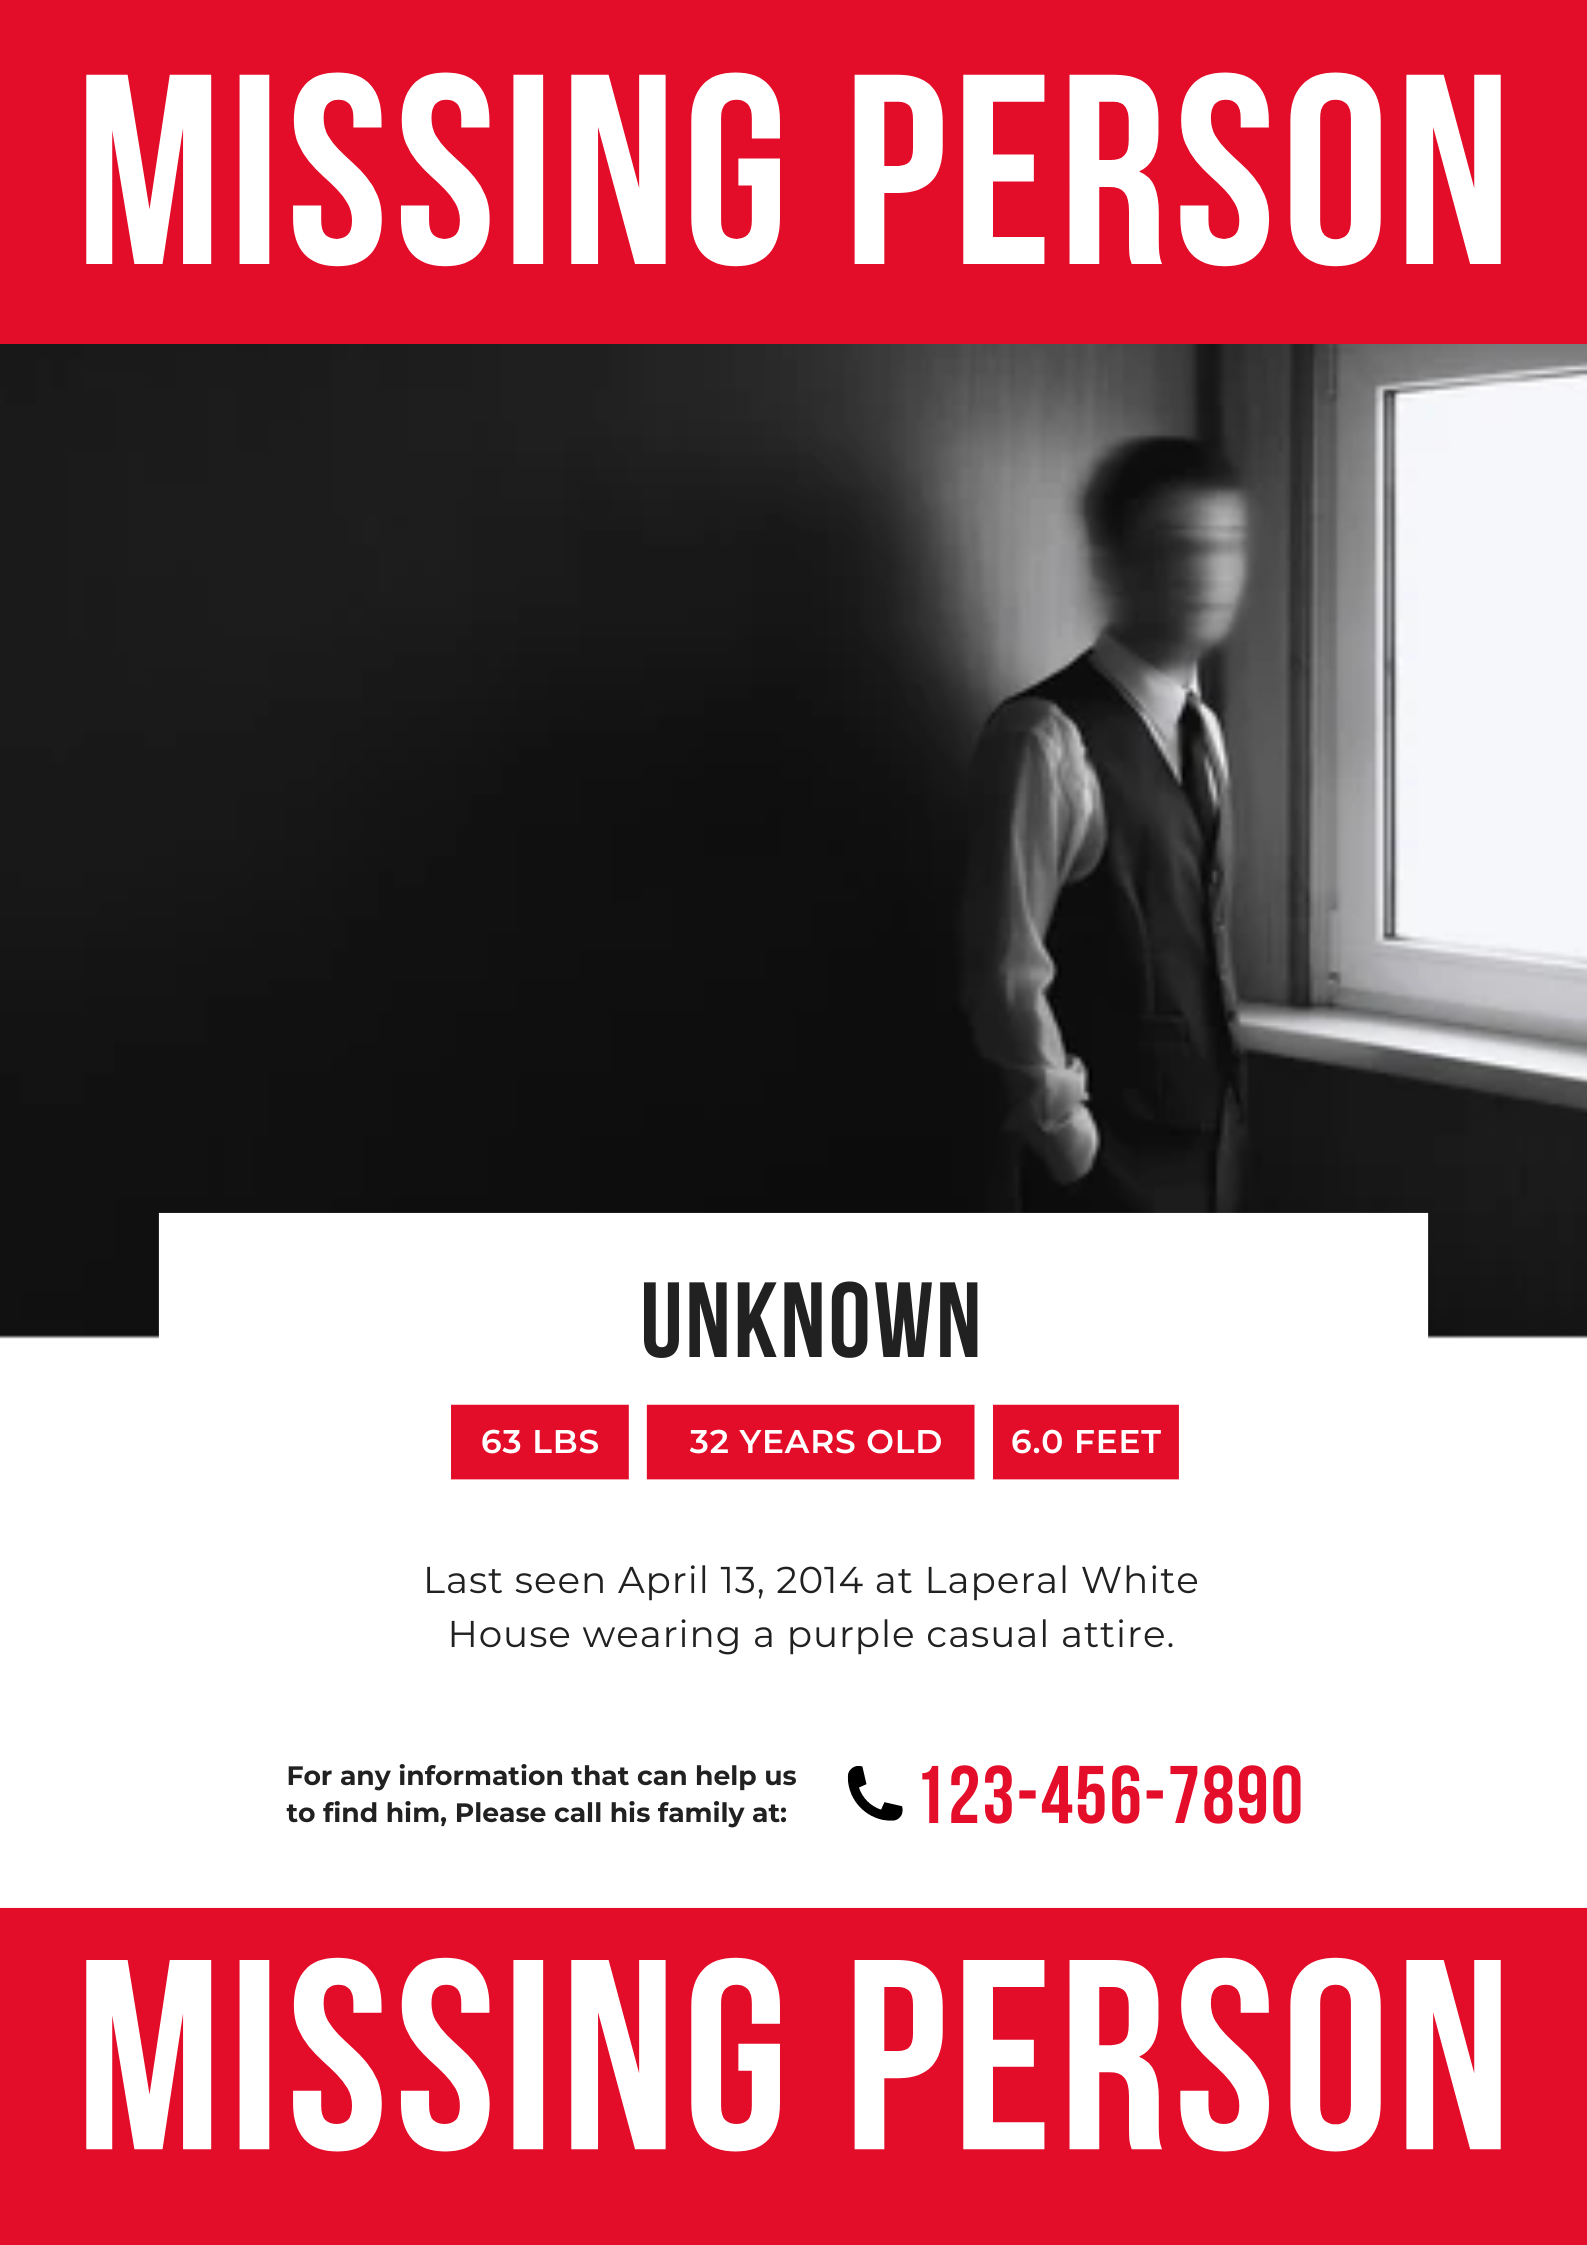 MISSING PERSON
UNKNOWN
63 LBS
32 YEARS OLD
6.0 FEET
Last seen April 13, 2014 at Laperal White
House wearing a purple casual attire.
For any information that can help us
to find him, Please call his family at:
123-456-7890
MISSING PERSON